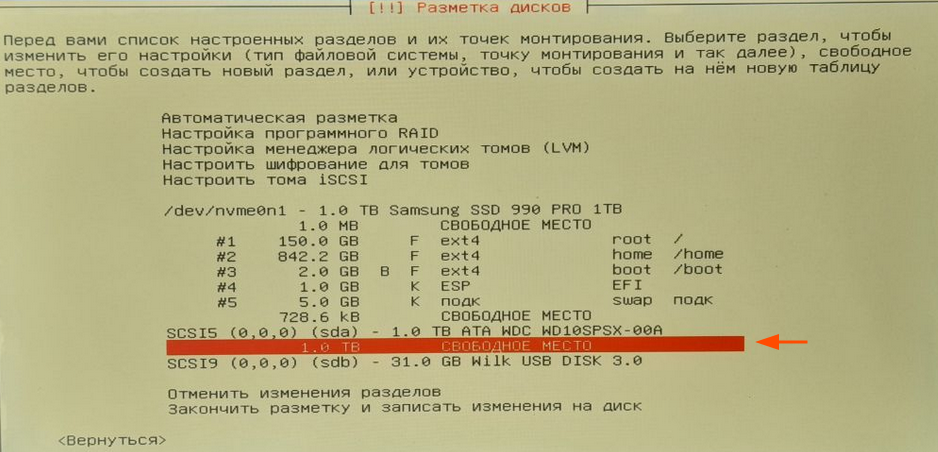 [!!] Разметка дисков
Перед вами список настроенных разделов и их точек монтирования. Выберите раздел, чтобы
изменить его настройки (тип файловой системы, точку монтирования и так далее), свободное
место, чтобы создать новый раздел, или устройство, чтобы создать на нём новую таблицу
разделов.
Автоматическая разметка
Настройка программного RAID
Настройка менеджера логических томов (LVM)
Настроить шифрование для томов
Настроить тома iSCSI
/dev/nvme0n1 - 1.0 TB Samsung SSD 990 PRO 1TB
1.0 MB СВОБОДНОЕ МЕСТО
#1 150.0 GB F ext4 root /
#2 842.2 GB F ext4 home /home
#3 2.0 GB B F ext4 boot /boot
#4 1.0 GB K ESP EFI
#5 5.0 GB K подк swap подк
728.6 kB СВОБОДНОЕ МЕСТО
SCSI5 (0,0,0) (sda) - 1.0 TB ATA WDC WD10SPSX-00A
1.0 TB СВОБОДНОЕ МЕСТО
SCSI9 (0,0,0) (sdb) - 31.0 GB Wilk USB DISK 3.0
Отменить изменения разделов
Закончить разметку и записать изменения на диск
<Вернуться>